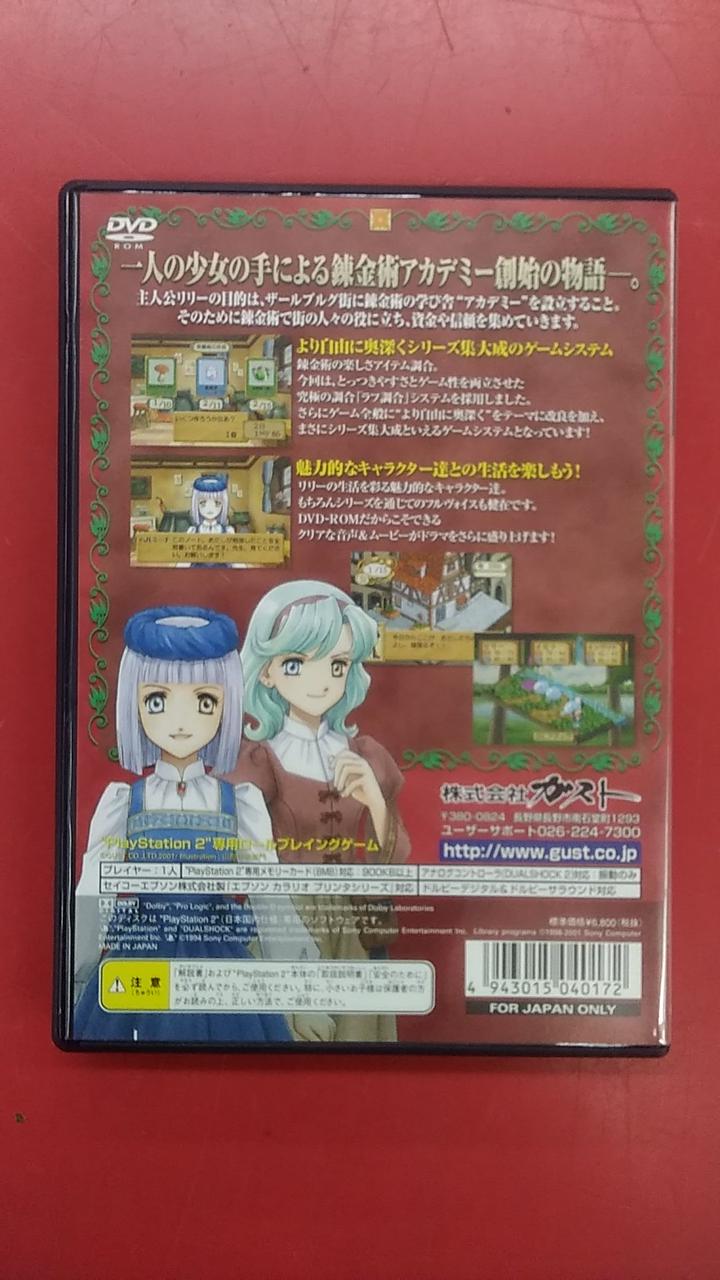 DVD
ROM
一人の少女の手による錬金術アカデミー創始の物語―。
主人公リリーの目的は、ザールブルグ街に錬金術の学び舎“アカデミー”を設立すること。
そのために錬金術で街の人々の役に立ち、資金や信頼を集めていきます。
より自由に奥深くシリーズ集大成のゲームシステム
錬金術の楽しさアイテム調合。
今回は、とっつきやすさとゲーム性を両立させた
究極の調合「ラフ調合」システムを採用しました。
さらにゲーム全般に“より自由に奥深く”をテーマに改良を加え、
まさにシリーズ集大成といえるゲームシステムとなっています!
魅力的なキャラクター達との生活を楽しもう!
リリーの生活を彩る魅力的なキャラクター達。
もちろんシリーズを通じてのフルヴォイスも健在です。
DVD-ROMだからこそできる
クリアな音声&ムービーがドラマをさらに盛り上げます!
株式会社ガスト
〒380-0824 長野県長野市南石堂町1293
ユーザーサポート026-224-7300
http://www.gust.co.jp
"PlayStation 2"専用ロールプレイングゲーム
プレイヤー:1人 "PlayStation 2"専用メモリーカード(8MB)対応:900KB以上 アナログコントローラ(DUALSHOCK 2)対応:振動のみ
セイコーエプソン株式会社製「エプソン カラリオ プリンタシリーズ」対応 ドルビーデジタル&ドルビーサラウンド対応
"Dolby", "Pro Logic", and the double-D symbol are trademarks of Dolby Laboratories
このディスクは "PlayStation 2" (日本国内仕様) 専用のソフトウェアです。
標準価格¥6,800(税抜)
"PlayStation" and "DUALSHOCK" are registered trademarks of Sony Computer Entertainment Inc. Library programs ©1998-2001 Sony Computer
Entertainment Inc. ©1994 Sony Computer Entertainment Inc.
MADE IN JAPAN
注意
(ちゅうい)
「解説書」および"PlayStation 2"本体の「取扱説明書」「安全のために」
を必ず読んでから、ご使用ください。特に、小さいお子様は保護者の方
がお読みの上、正しい方法で、ご使用ください。
4 943015 040172
FOR JAPAN ONLY